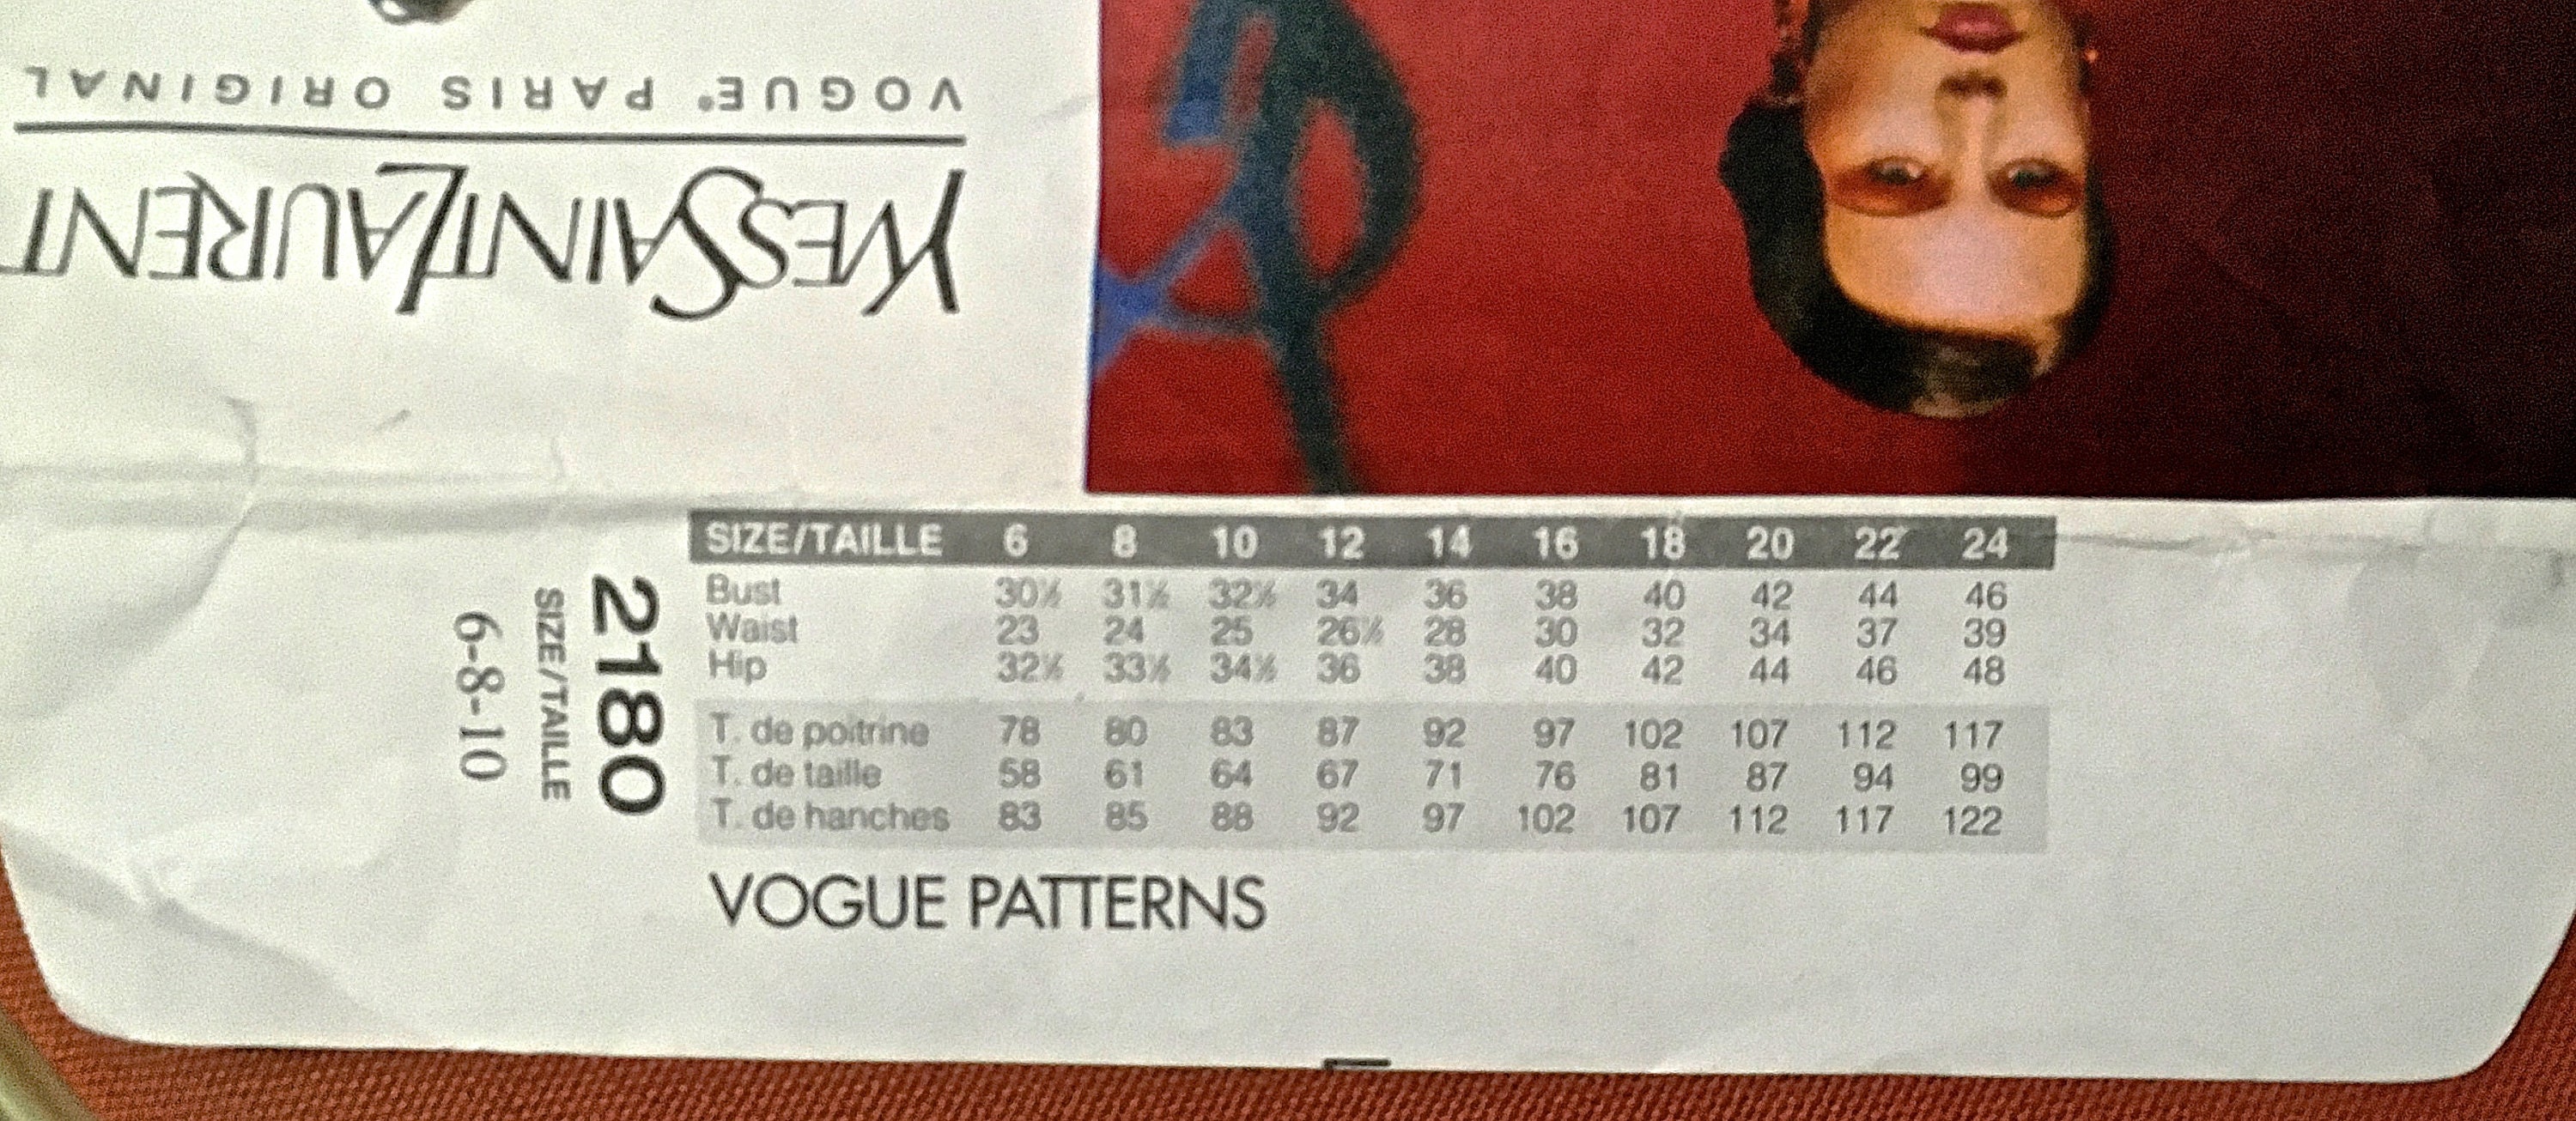 VOGUE® PARIS ORIGINAL
YVESSAINTLAURENT
2180
SIZE/TAILLE
6-8-10
SIZE/TAILLE 6 8 10 12 14 16 18 20 22 24
Bust 30½ 31½ 32½ 34 36 38 40 42 44 46
Waist 23 24 25 26½ 28 30 32 34 37 39
Hip 32½ 33½ 34½ 36 38 40 42 44 46 48
T. de poitrine 78 80 83 87 92 97 102 107 112 117
T. de taille 58 61 64 67 71 76 81 87 94 99
T. de hanches 83 85 88 92 97 102 107 112 117 122
VOGUE PATTERNS